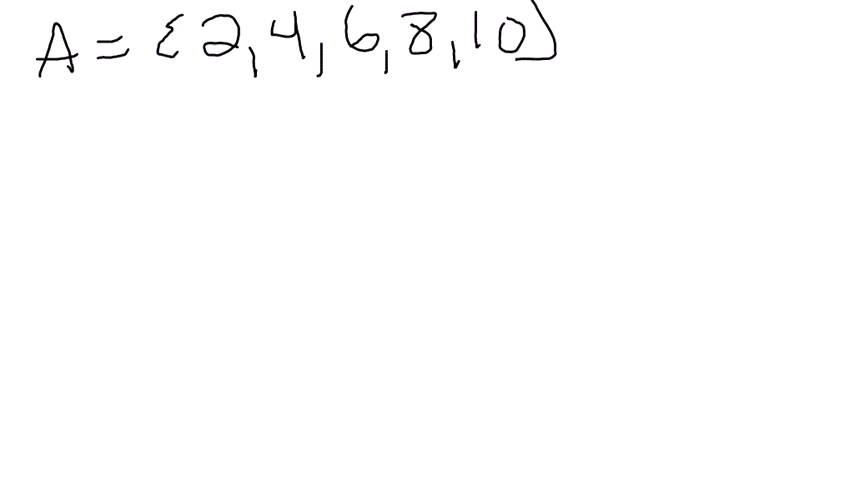 A = {2,4,6,8,10}